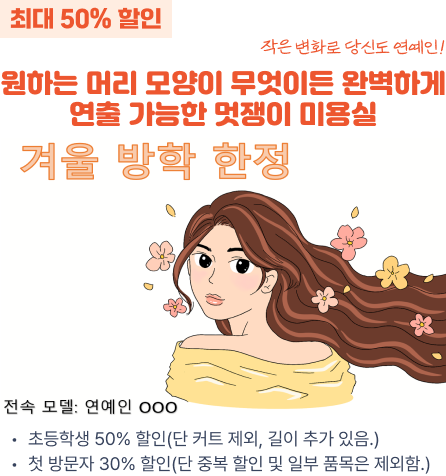 최대 50% 할인
작은 변화로 당신도 연예인!
원하는 머리 모양이 무엇이든 완벽하게
연출 가능한 멋쟁이 미용실
겨울 방학 한정
전속 모델: 연예인 OOO
• 초등학생 50% 할인(단 커트 제외, 길이 추가 있음.)
• 첫 방문자 30% 할인(단 중복 할인 및 일부 품목은 제외함.)